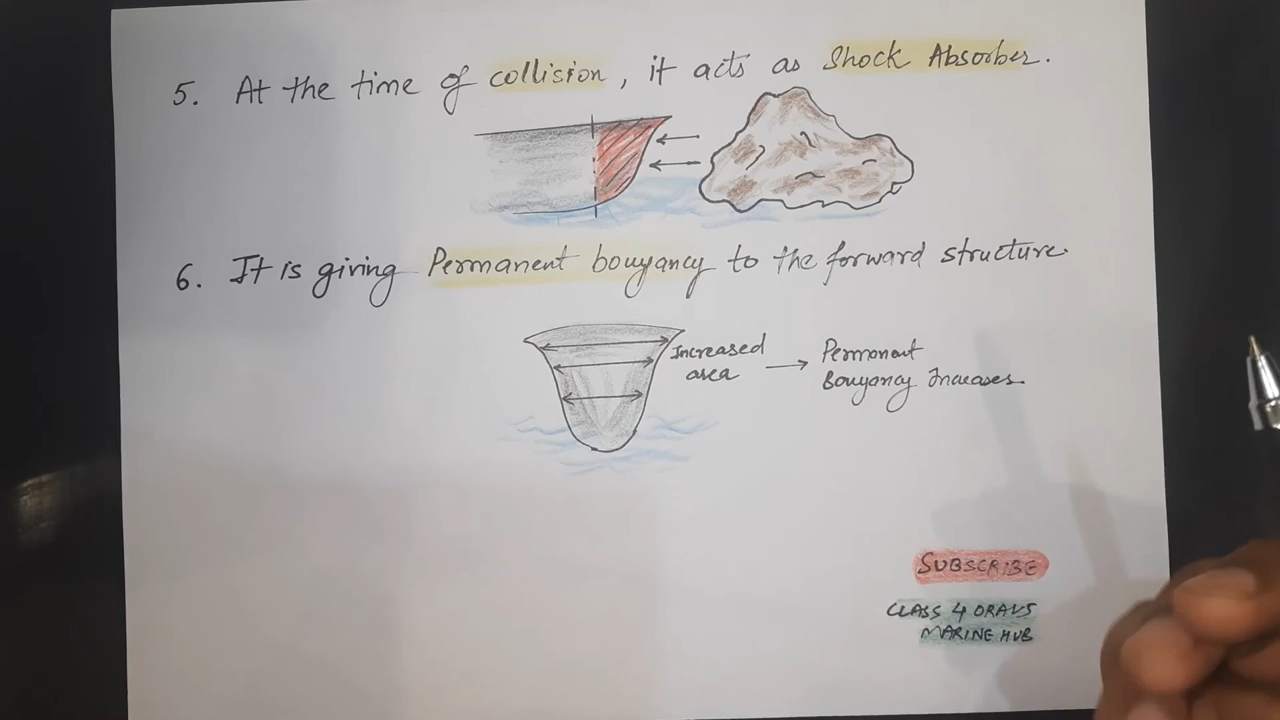 5. At the time of collision, it acts as Shock Absorber.
6. It is giving Permanent bouyancy to the forward structure.
Increased
area → Permonent
Bouyancy Increases
SUBSCRIBE
CLASS 4 ORALS
MARINE HUB